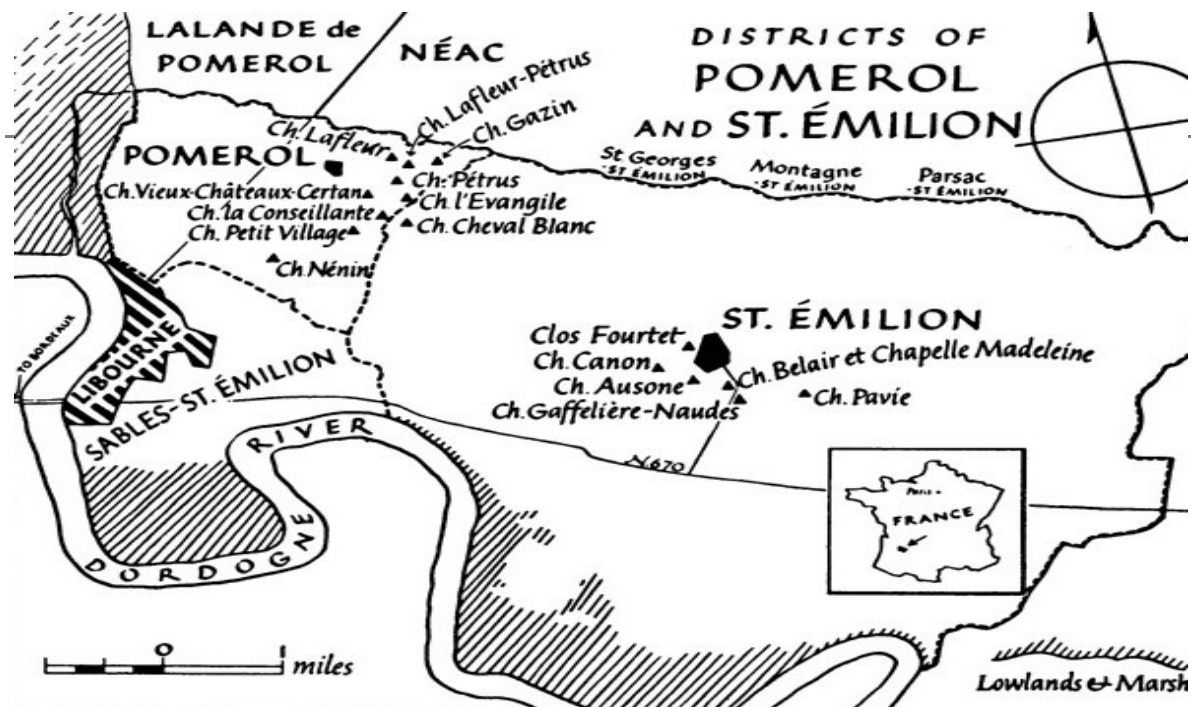 LALANDE de
POMEROL
NÉAC
DISTRICTS OF
POMEROL
AND ST. ÉMILION
Ch. Lafleur-Pétrus
Ch. Lafleur
Ch. Gazin
POMEROL
Ch. Pétrus
Ch. Vieux-Châteaux-Certan
Ch. l'Evangile
Ch. la Conseillante
Ch. Cheval Blanc
Ch. Petit Village
Ch. Nénin
St Georges
-ST ÉMILION
Montagne
-ST ÉMILION
Parsac
-ST ÉMILION
TO BORDEAUX
LIBOURNE
SABLES-ST. ÉMILION
ST. ÉMILION
Clos Fourtet
Ch. Canon
Ch. Belair et Chapelle Madeleine
Ch. Ausone
Ch. Pavie
Ch. Gaffelière-Naudes
N.670
DORDOGNE RIVER
Paris
FRANCE
0 1 miles
Lowlands & Marsh